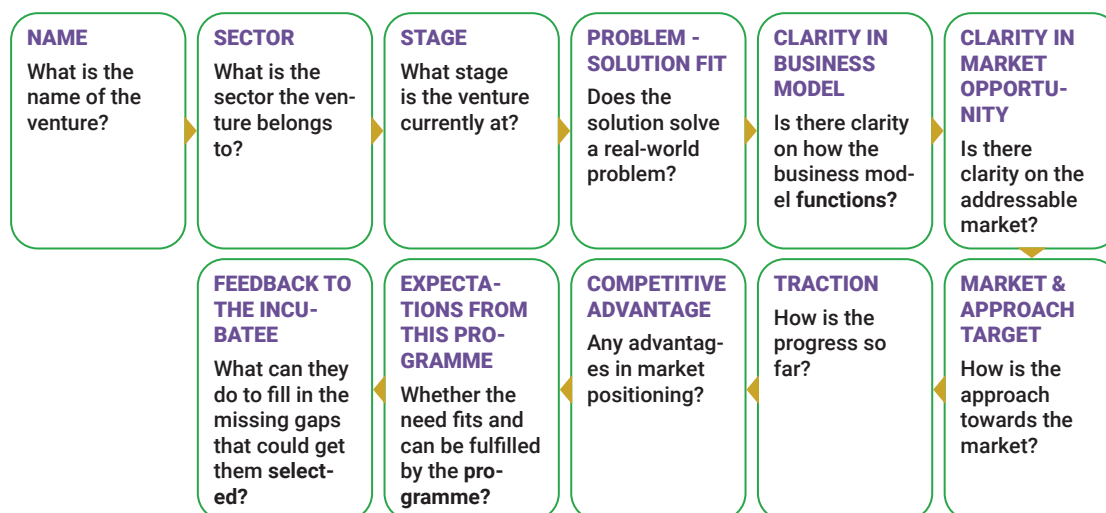 NAME
What is the
name of the
venture?
SECTOR
What is the
sector the ven-
ture belongs
to?
STAGE
What stage
is the venture
currently at?
PROBLEM -
SOLUTION FIT
Does the
solution solve
a real-world
problem?
CLARITY IN
BUSINESS
MODEL
Is there clarity
on how the
business mod-
el functions?
CLARITY IN
MARKET
OPPORTU-
NITY
Is there
clarity on the
addressable
market?
MARKET &
APPROACH
TARGET
How is the
approach
towards the
market?
TRACTION
How is the
progress so
far?
COMPETITIVE
ADVANTAGE
Any advantag-
es in market
positioning?
EXPECTA-
TIONS FROM
THIS PRO-
GRAMME
Whether the
need fits and
can be fulfilled
by the pro-
gramme?
FEEDBACK TO
THE INCU-
BATEE
What can they
do to fill in the
missing gaps
that could get
them select-
ed?